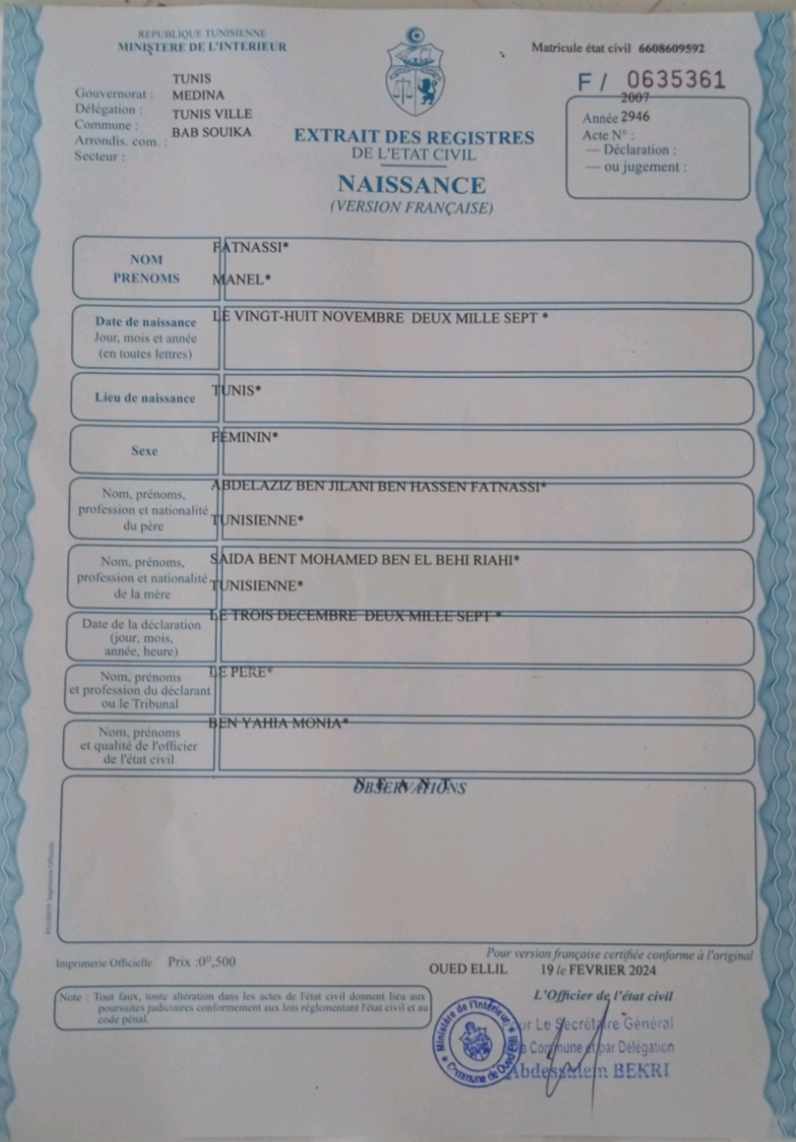 REPUBLIQUE TUNISIENNE
MINISTERE DE L'INTERIEUR
Matricule état civil 6608609592
F / 0635361
Gouvernorat : TUNIS
Délégation : MEDINA
Commune : TUNIS VILLE
Arrondis. com. : BAB SOUIKA
Secteur :
2007
Année 2946
Acte N° :
— Déclaration :
— ou jugement :
EXTRAIT DES REGISTRES
DE L'ETAT CIVIL
NAISSANCE
(VERSION FRANÇAISE)
NOM FATNASSI*
PRENOMS MANEL*
Date de naissance LE VINGT-HUIT NOVEMBRE DEUX MILLE SEPT *
Jour, mois et année
(en toutes lettres)
Lieu de naissance TUNIS*
Sexe FEMININ*
Nom, prénoms, ABDELAZIZ BEN JILANI BEN HASSEN FATNASSI*
profession et nationalité TUNISIENNE*
du père
Nom, prénoms, SAIDA BENT MOHAMED BEN EL BEHI RIAHI*
profession et nationalité TUNISIENNE*
de la mère
Date de la déclaration LE TROIS DECEMBRE DEUX MILLE SEPT *
(jour, mois,
année, heure)
Nom, prénoms LE PERE*
et profession du déclarant
ou le Tribunal
Nom, prénoms BEN YAHIA MONIA*
et qualité de l'officier
de l'état civil
OBSERVATIONS
N E A N T
Imprimerie Officielle Prix :0ᴰ,500
Pour version française certifiée conforme à l'original
OUED ELLIL 19 le FEVRIER 2024
L'Officier de l'état civil
Note : Tout faux, toute altération dans les actes de l'état civil donnent lieu aux
poursuites judiciaires conformement aux lois réglementant l'état civil et au
code pénal.
Le Secrétaire Général
Commune et par Délégation
Abdessalem BEKRI
Ministère de l'Intérieur
Commune de Oued Ellil